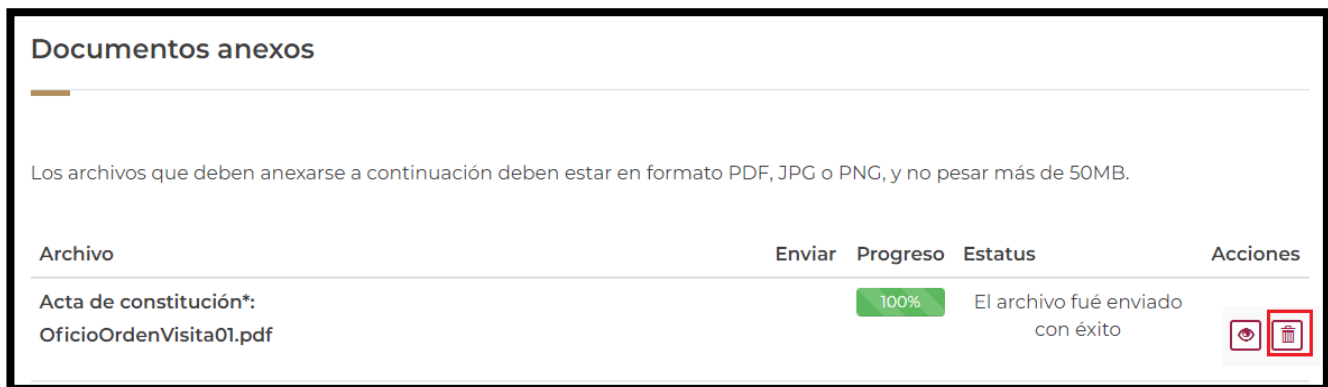 Documentos anexos
Los archivos que deben anexarse a continuación deben estar en formato PDF, JPG o PNG, y no pesar más de 50MB.
Archivo Enviar Progreso Estatus Acciones
Acta de constitución*: 100% El archivo fué enviado
OficioOrdenVisita01.pdf con éxito